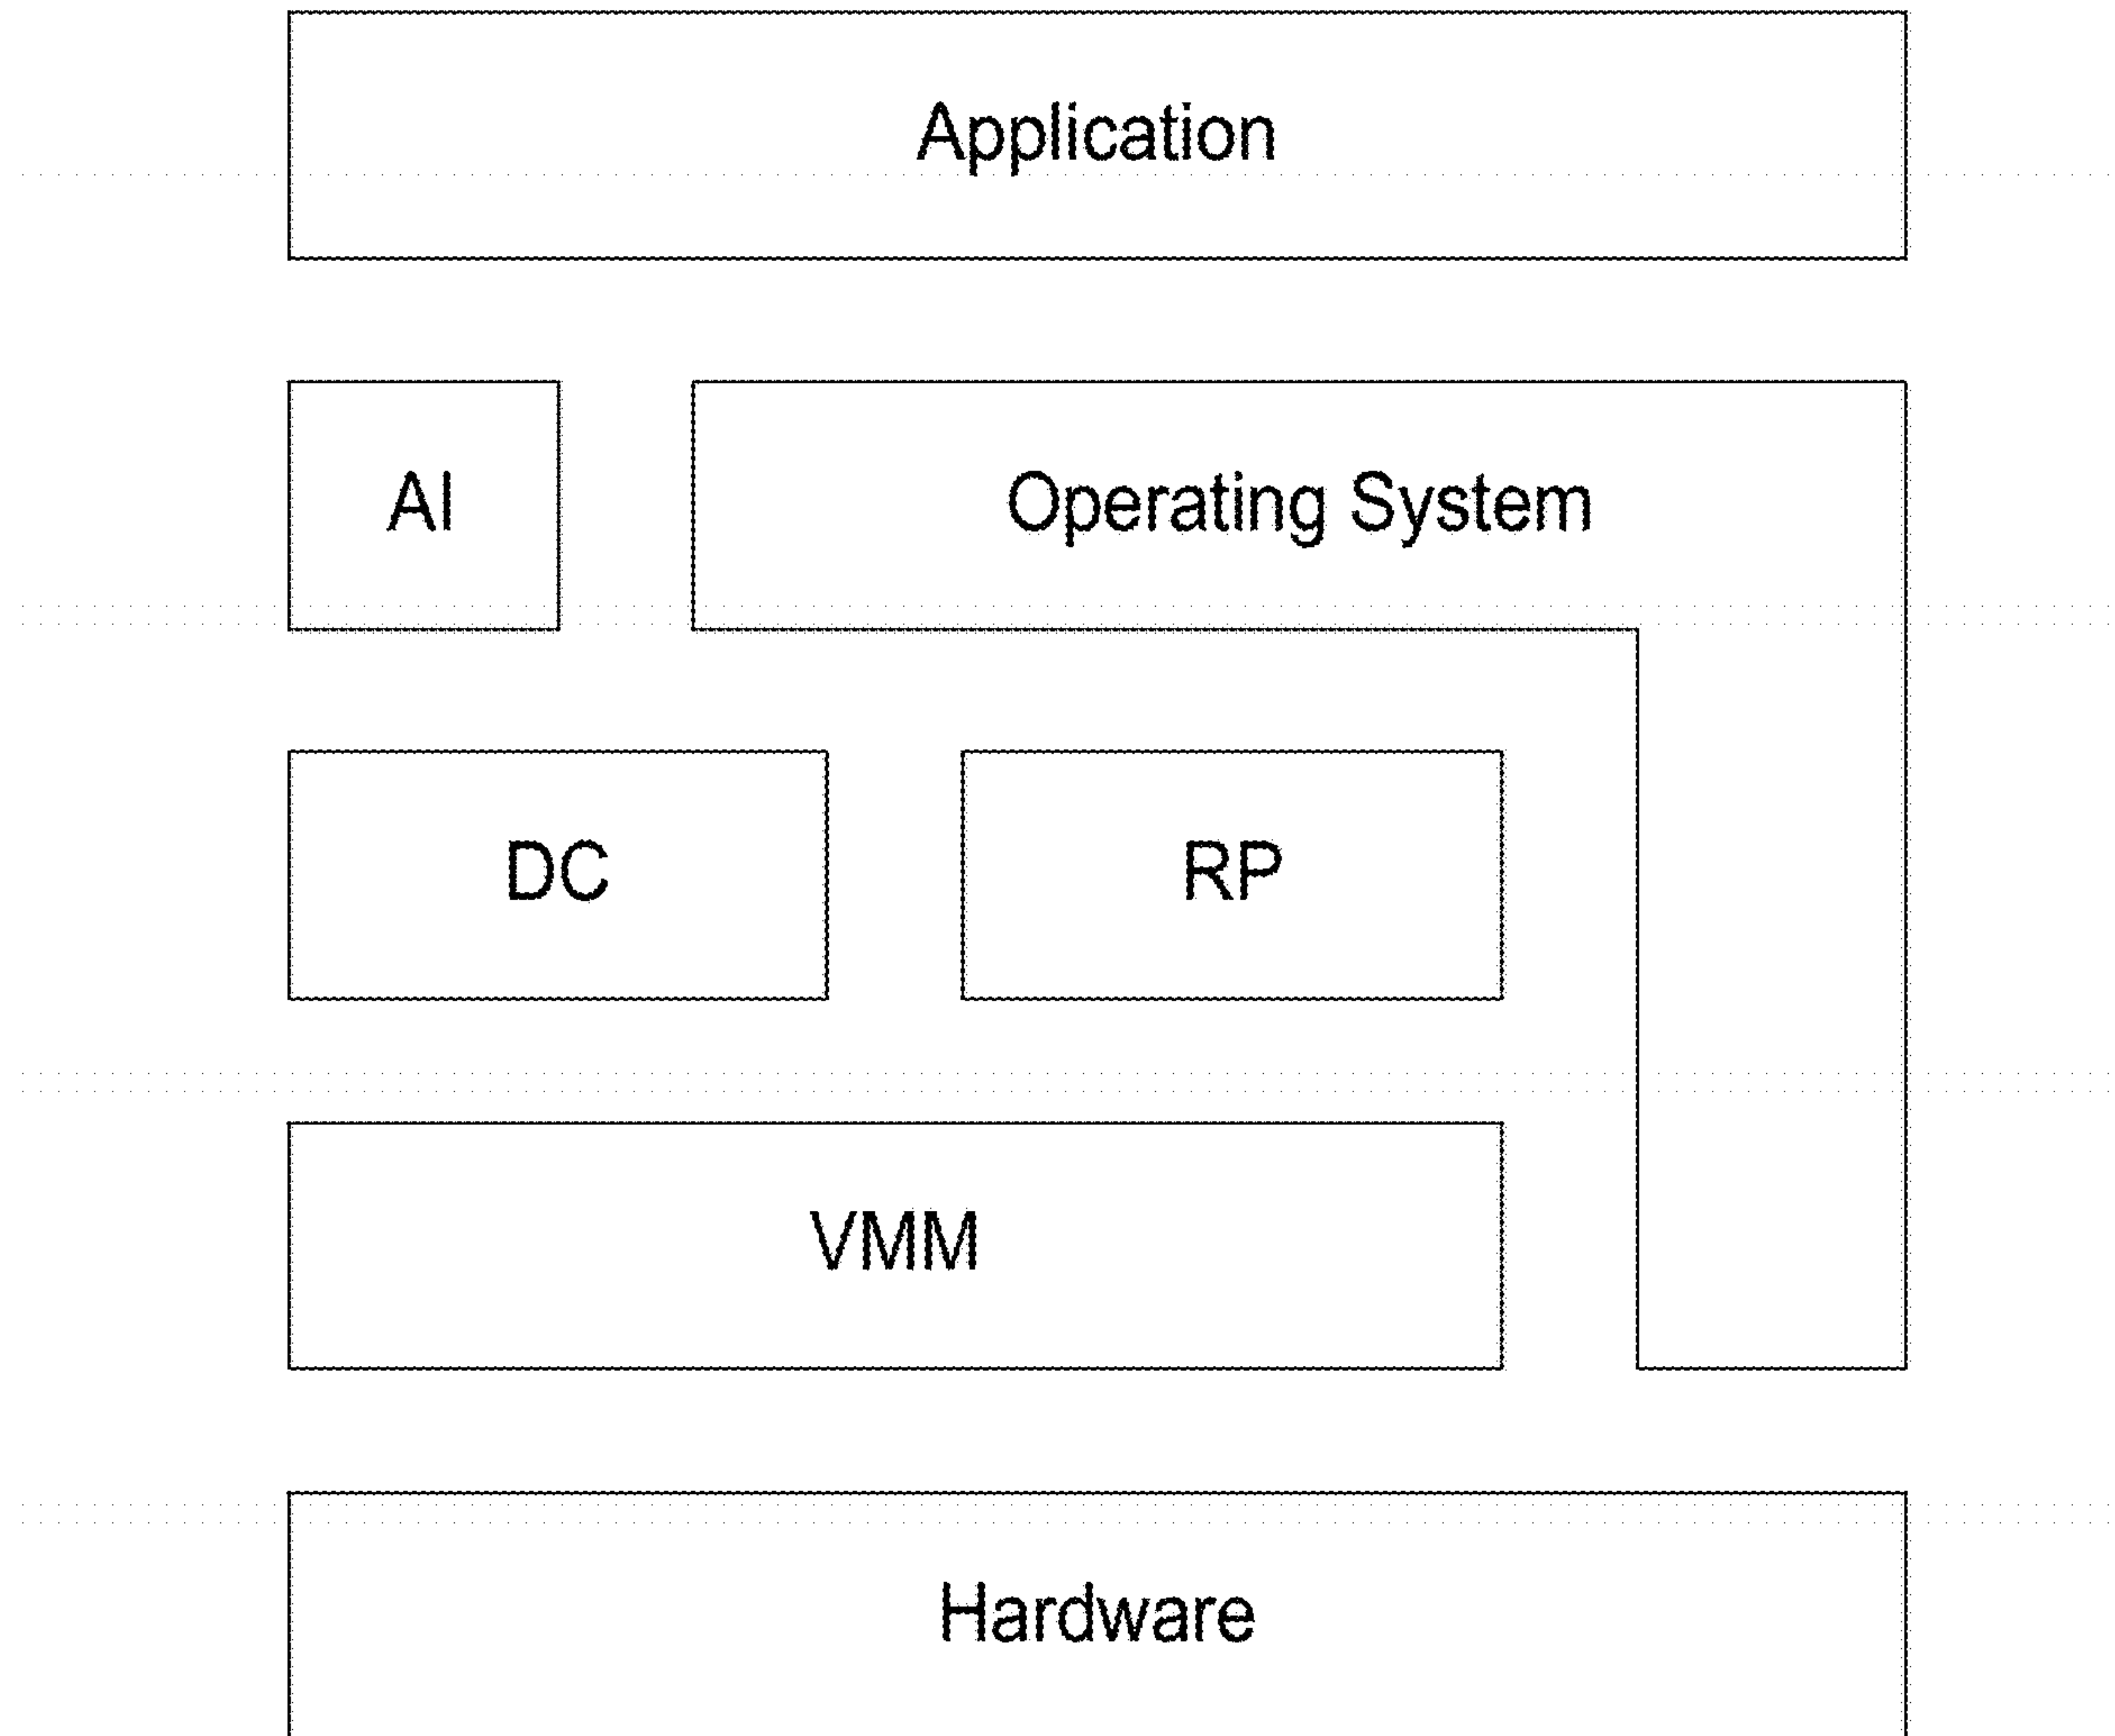 Application
AI
Operating System
DC
RP
VMM
Hardware